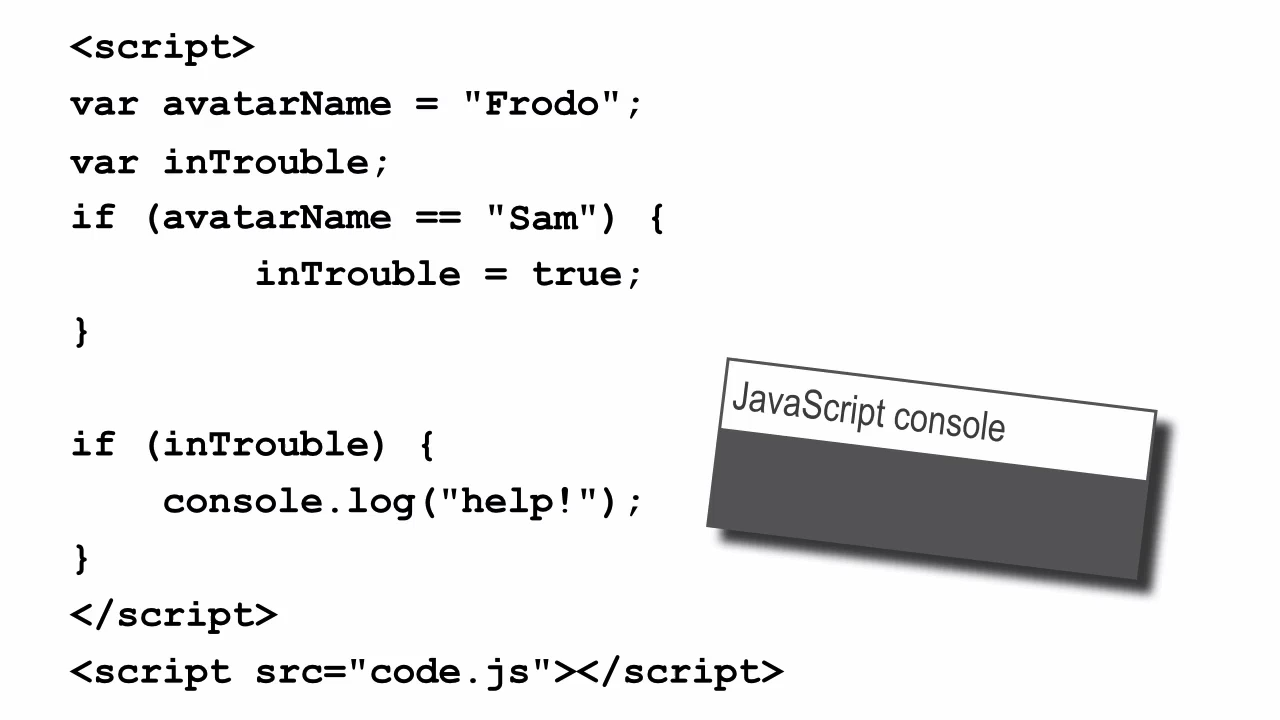 <script>
var avatarName = "Frodo";
var inTrouble;
if (avatarName == "Sam") {
inTrouble = true;
}
if (inTrouble) {
console.log("help!");
}
</script>
<script src="code.js"></script>
JavaScript console